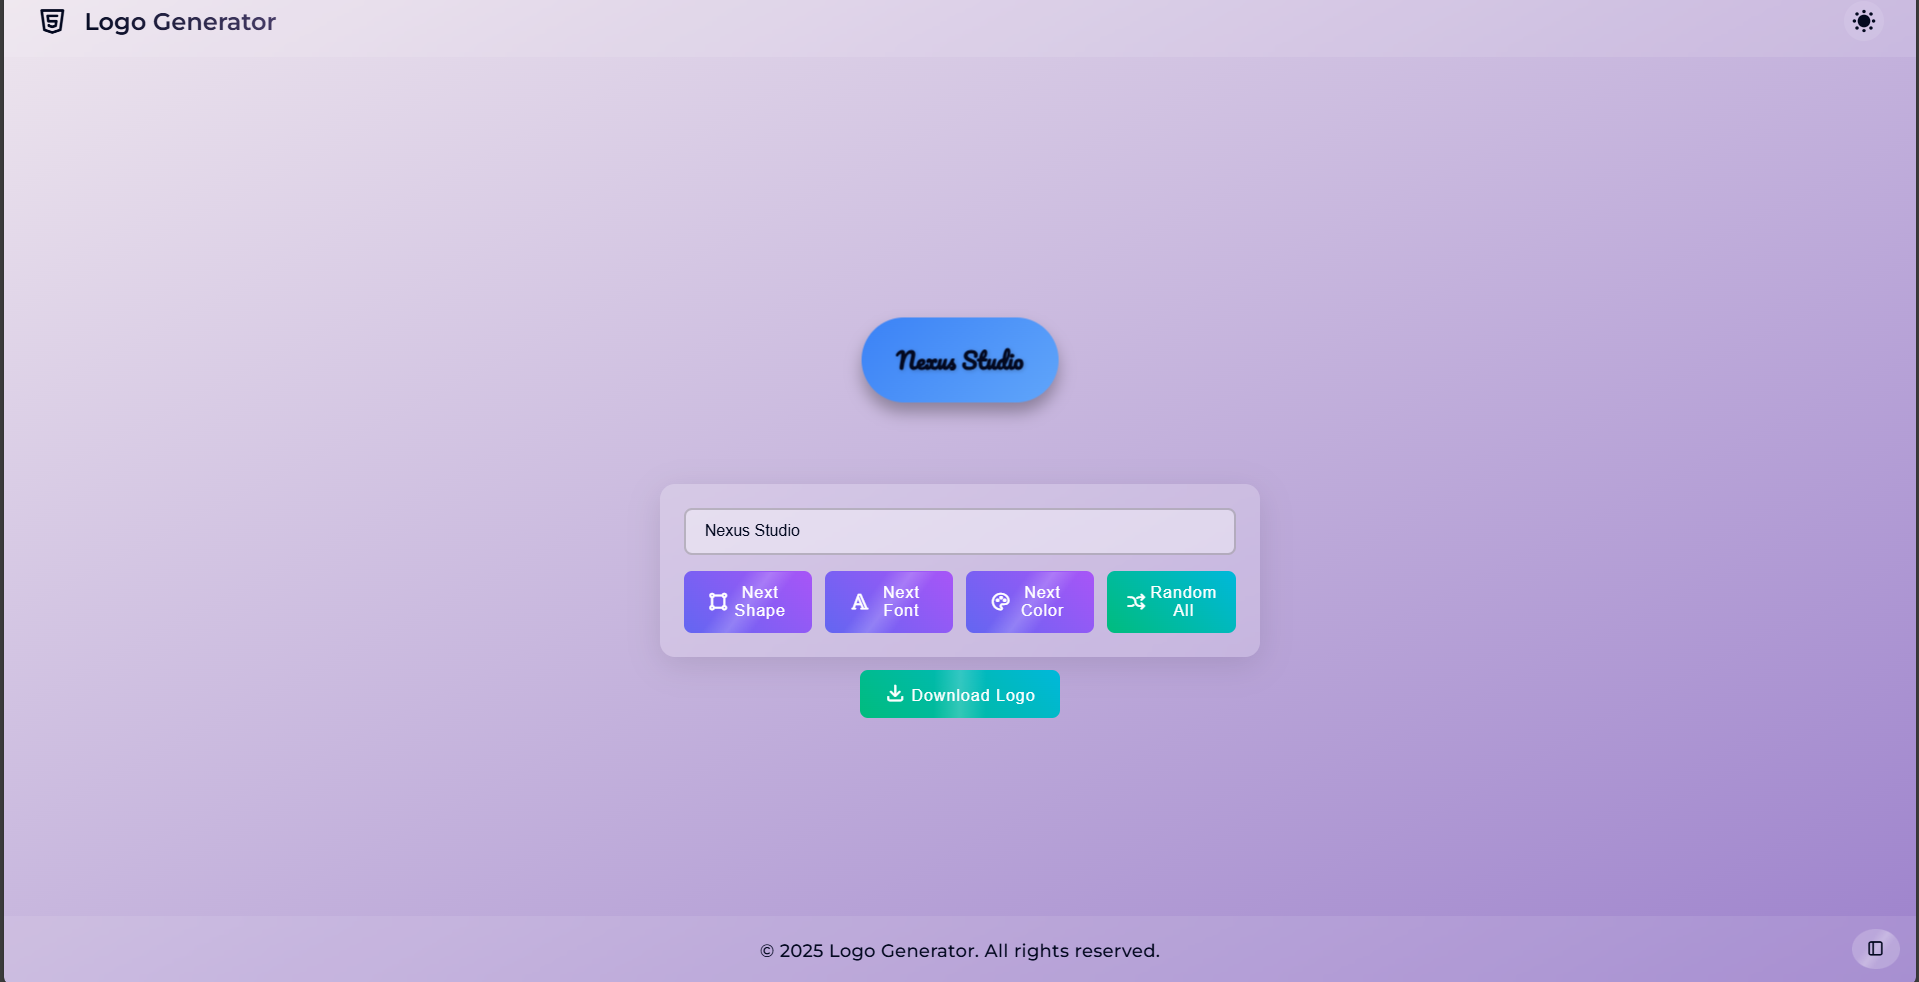 Logo Generator
Nexus Studio
Nexus Studio
Next
Shape
Next
Font
Next
Color
Random
All
Download Logo
© 2025 Logo Generator. All rights reserved.